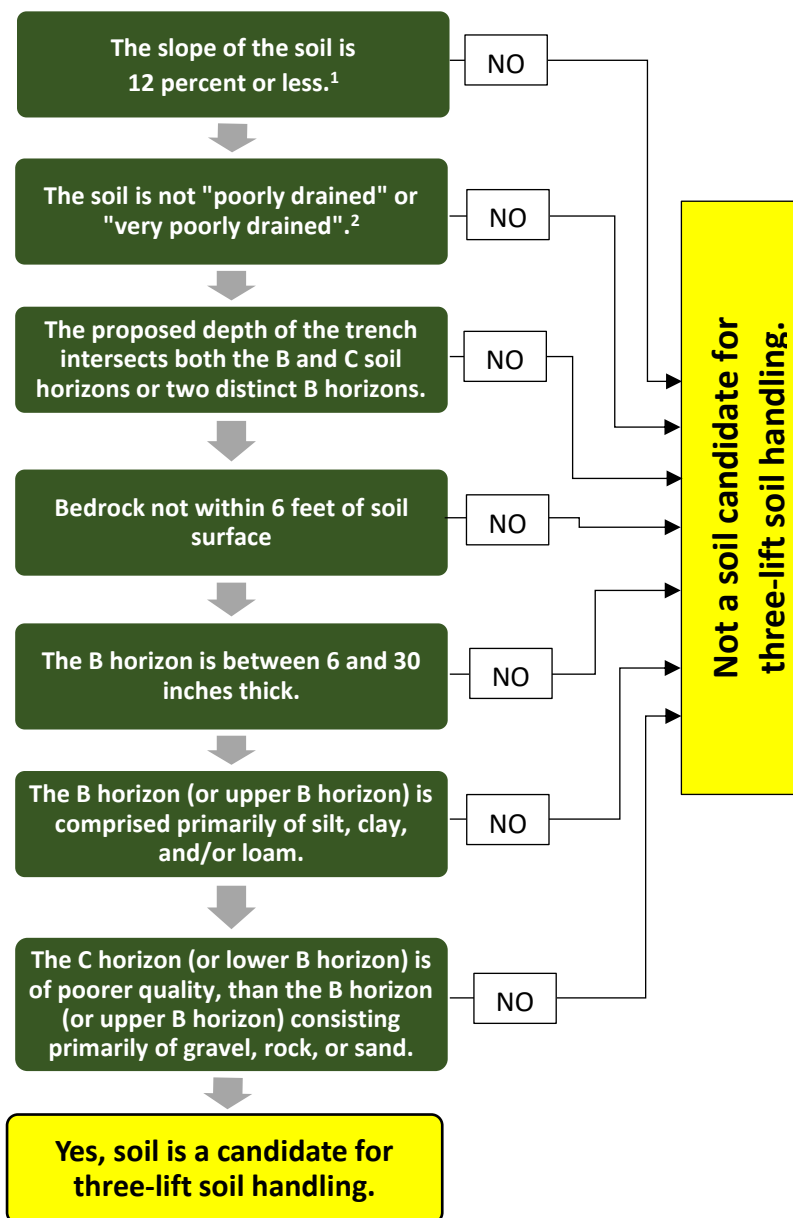 The slope of the soil is
12 percent or less.¹
NO
The soil is not "poorly drained" or
"very poorly drained".²
NO
The proposed depth of the trench
intersects both the B and C soil
horizons or two distinct B horizons.
NO
Bedrock not within 6 feet of soil
surface
NO
The B horizon is between 6 and 30
inches thick.
NO
The B horizon (or upper B horizon) is
comprised primarily of silt, clay,
and/or loam.
NO
The C horizon (or lower B horizon) is
of poorer quality, than the B horizon
(or upper B horizon) consisting
primarily of gravel, rock, or sand.
NO
Yes, soil is a candidate for
three-lift soil handling.
Not a soil candidate for
three-lift soil handling.